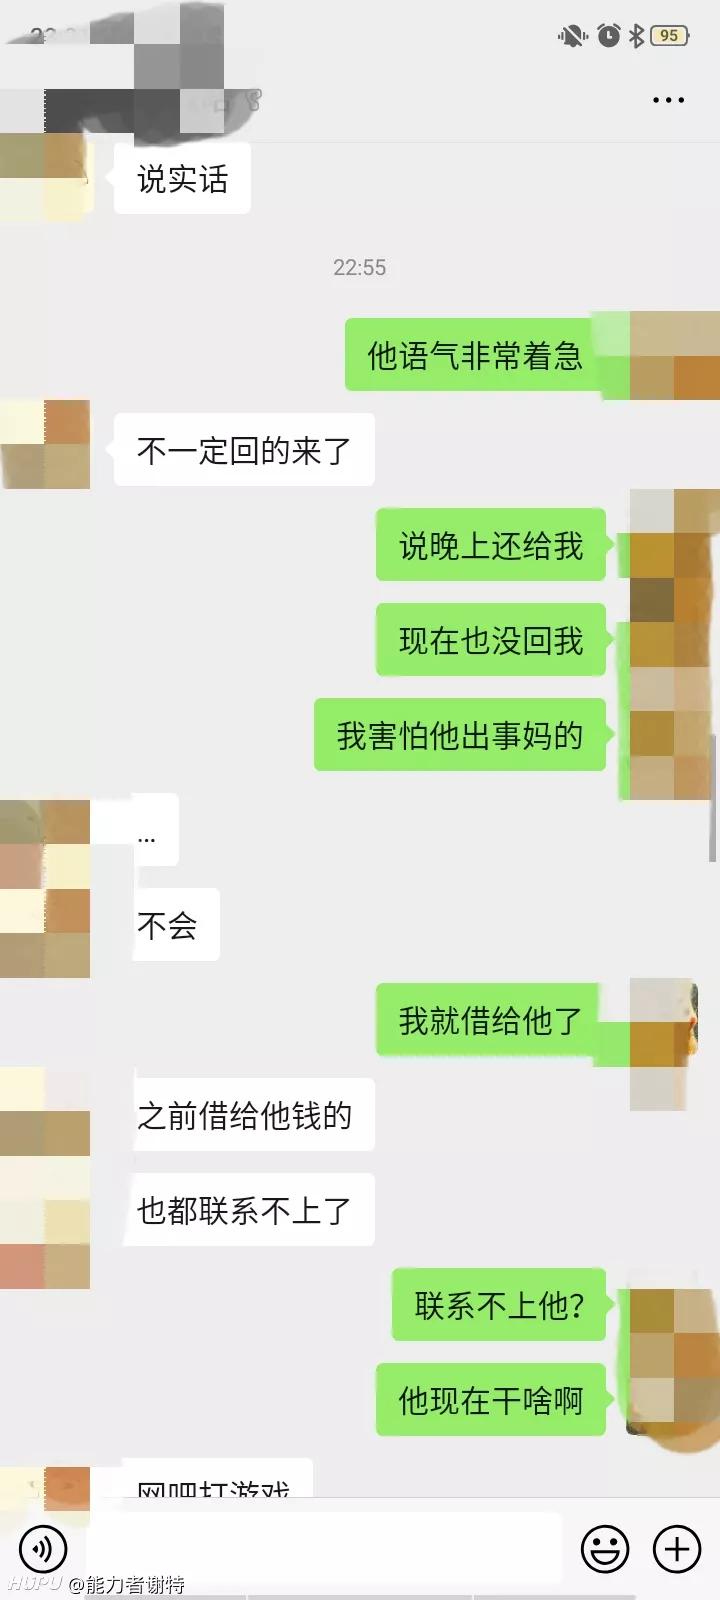 95
说实话
22:55
他语气非常着急
不一定回的来了
说晚上还给我
现在也没回我
我害怕他出事妈的
...
不会
我就借给他了
之前借给他钱的
也都联系不上了
联系不上他?
他现在干啥啊
网吧打游戏
HUPU @能力者谢特